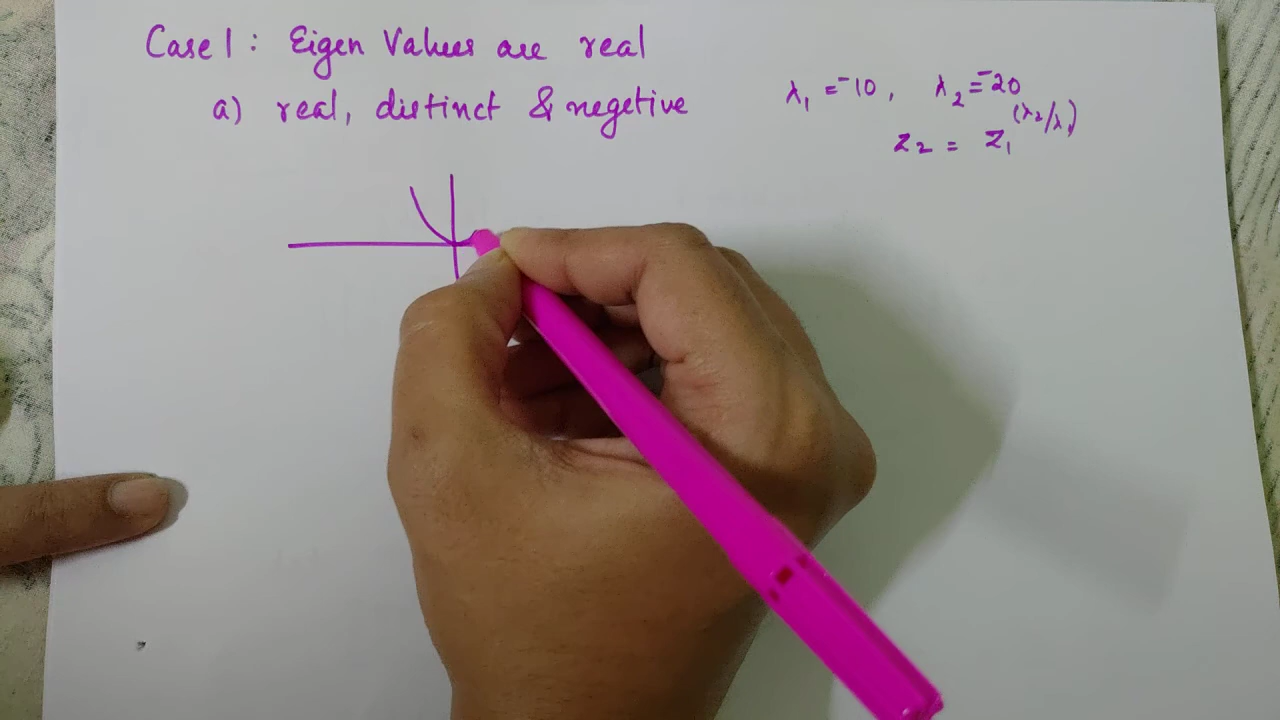 Case 1 : Eigen Values are real
a) real, distinct & negetive
λ₁ = -10, λ₂ = -20
z₂ = z₁^(λ₂/λ₁)